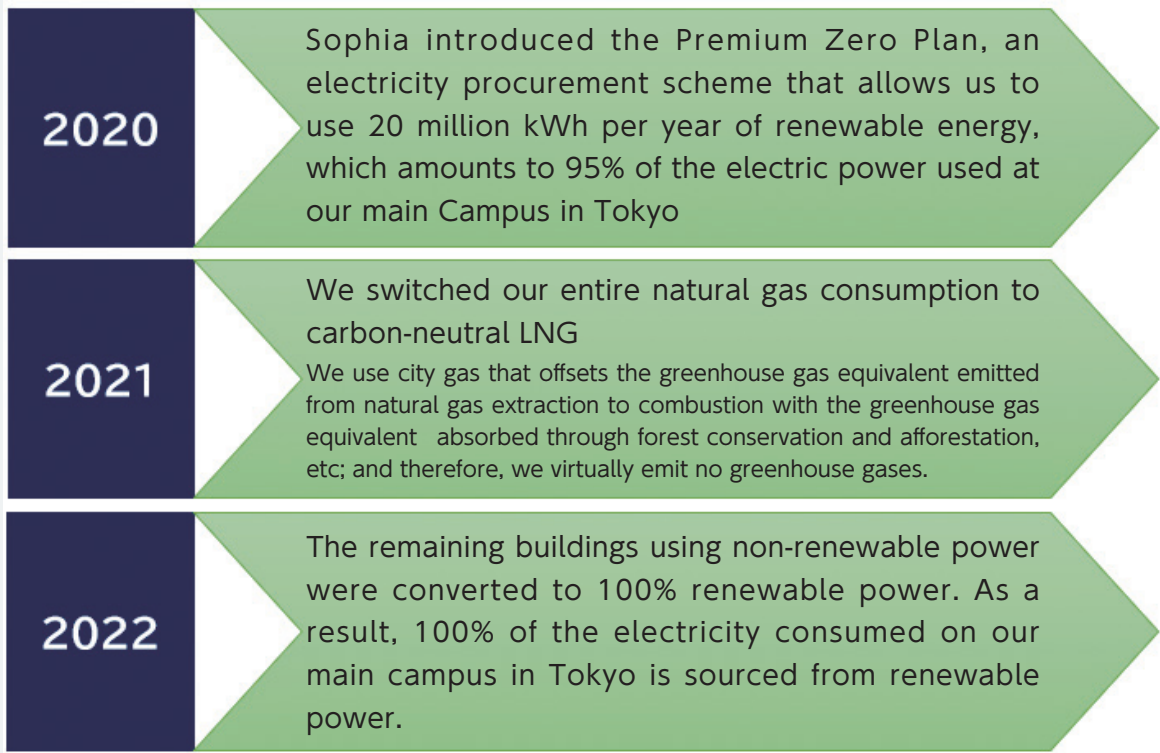 2020
Sophia introduced the Premium Zero Plan, an
electricity procurement scheme that allows us to
use 20 million kWh per year of renewable energy,
which amounts to 95% of the electric power used at
our main Campus in Tokyo
2021
We switched our entire natural gas consumption to
carbon-neutral LNG
We use city gas that offsets the greenhouse gas equivalent emitted
from natural gas extraction to combustion with the greenhouse gas
equivalent absorbed through forest conservation and afforestation,
etc; and therefore, we virtually emit no greenhouse gases.
2022
The remaining buildings using non-renewable power
were converted to 100% renewable power. As a
result, 100% of the electricity consumed on our
main campus in Tokyo is sourced from renewable
power.